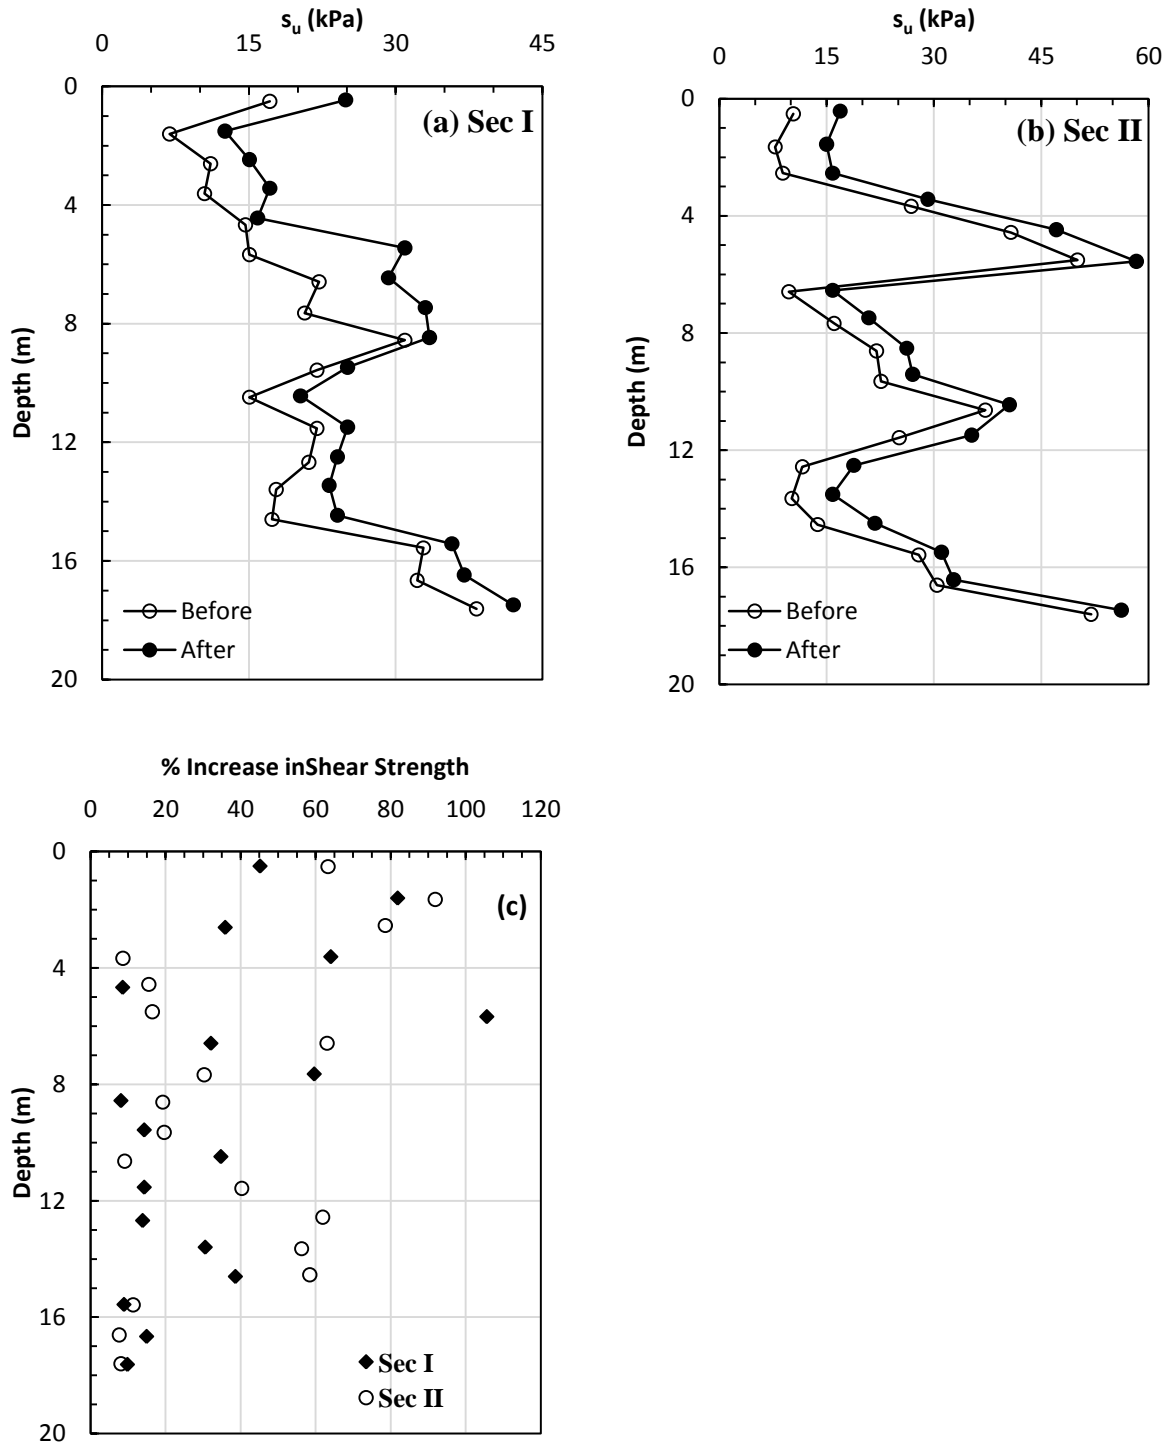 s_u (kPa)
0 15 30 45
0
4
8
12
16
20
Depth (m)
(a) Sec I
Before
After
s_u (kPa)
0 15 30 45 60
0
4
8
12
16
20
Depth (m)
(b) Sec II
Before
After
% Increase inShear Strength
0 20 40 60 80 100 120
0
4
8
12
16
20
Depth (m)
(c)
Sec I
Sec II